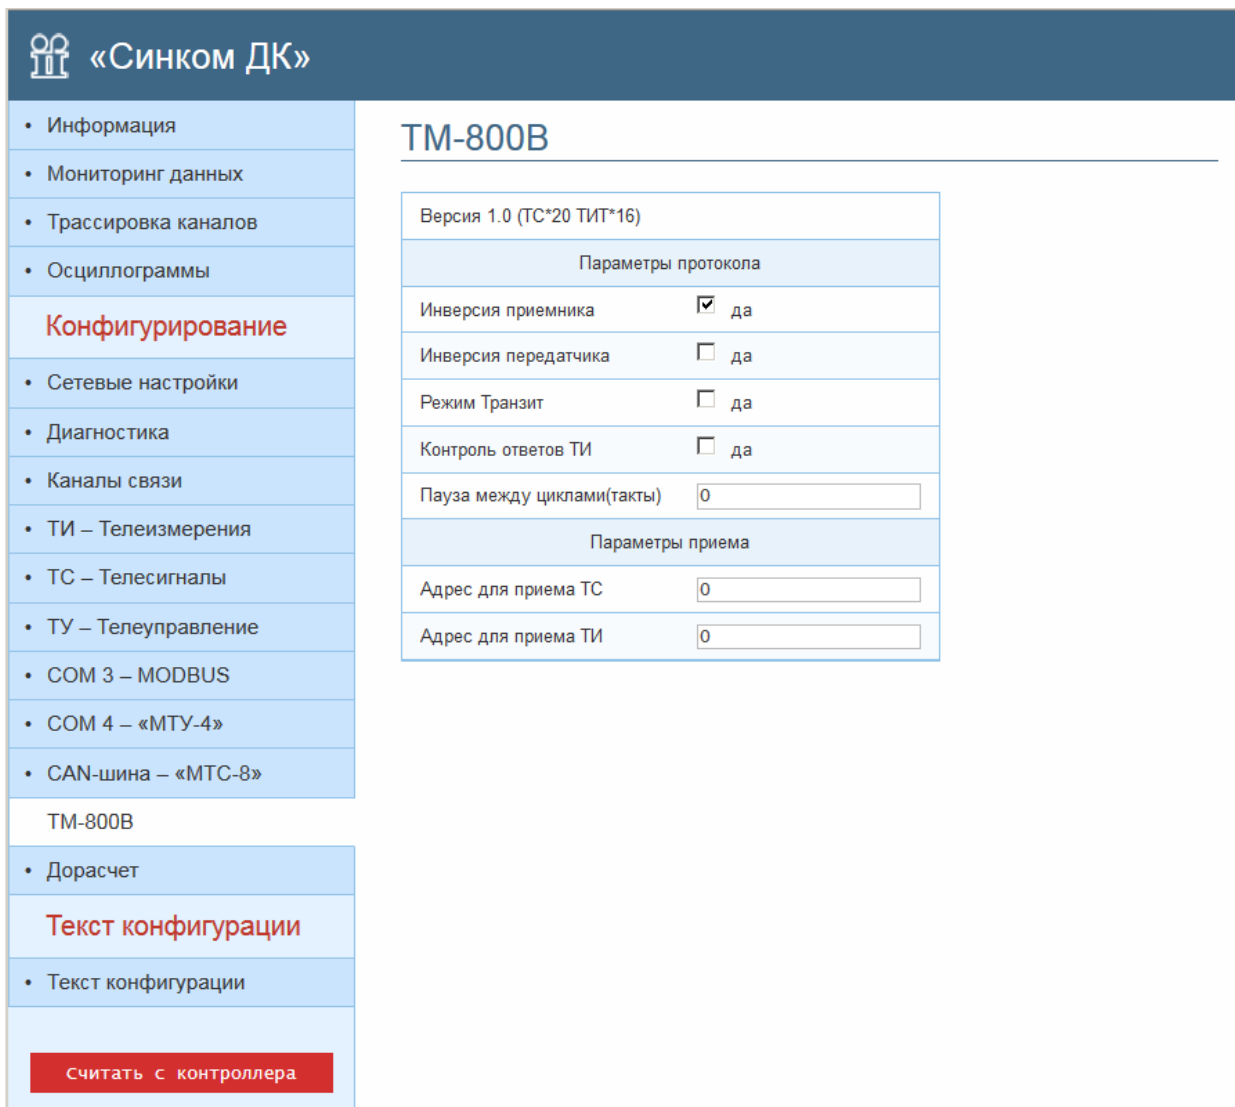 «Синком ДК»
• Информация
• Мониторинг данных
• Трассировка каналов
• Осциллограммы
Конфигурирование
• Сетевые настройки
• Диагностика
• Каналы связи
• ТИ – Телеизмерения
• ТС – Телесигналы
• ТУ – Телеуправление
• COM 3 – MODBUS
• COM 4 – «МТУ-4»
• CAN-шина – «МТС-8»
ТМ-800В
• Дорасчет
Текст конфигурации
• Текст конфигурации
Считать с контроллера
ТМ-800В
Версия 1.0 (ТС*20 ТИТ*16)
Параметры протокола
Инверсия приемника да
Инверсия передатчика да
Режим Транзит да
Контроль ответов ТИ да
Пауза между циклами(такты) 0
Параметры приема
Адрес для приема ТС 0
Адрес для приема ТИ 0